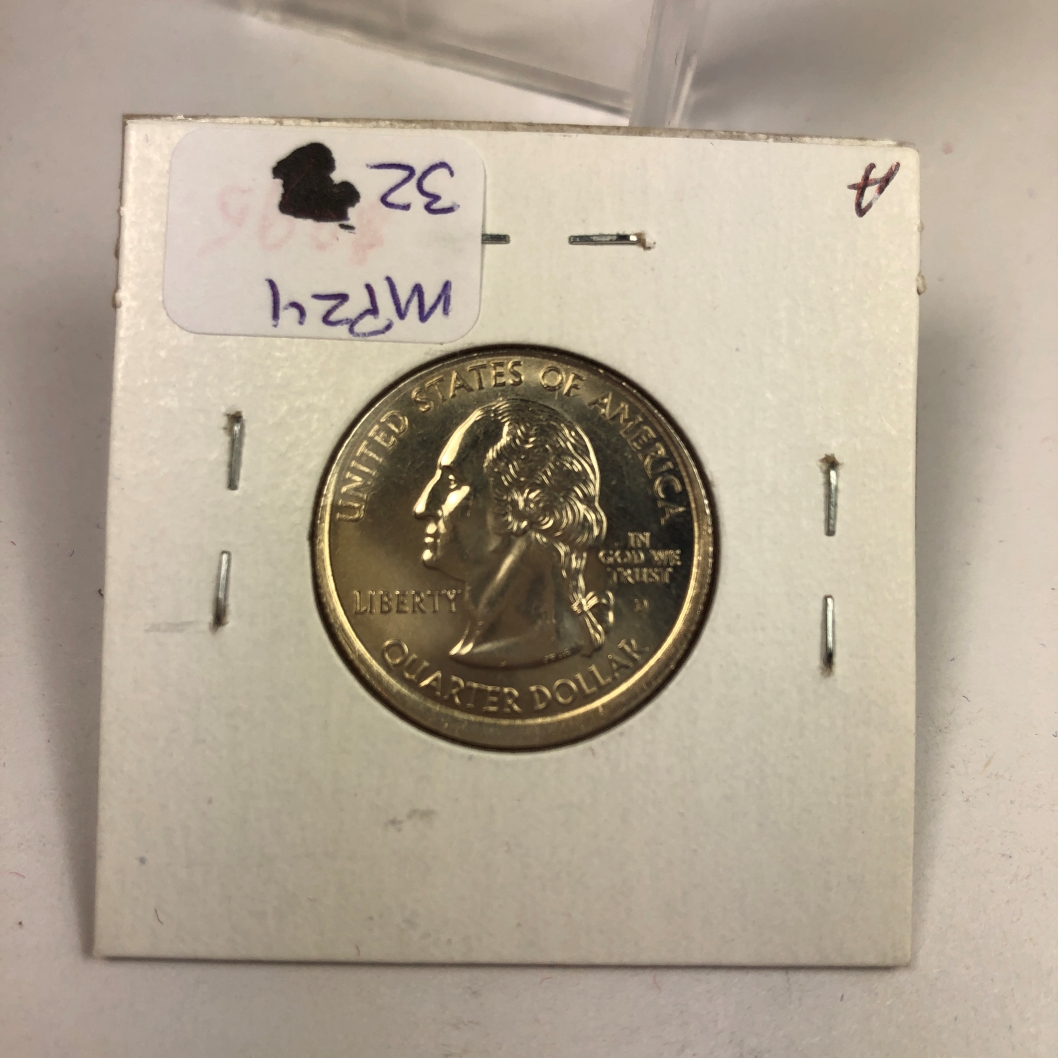 32
MP24
A
UNITED STATES OF AMERICA
LIBERTY
IN
GOD WE
TRUST
D
QUARTER DOLLAR